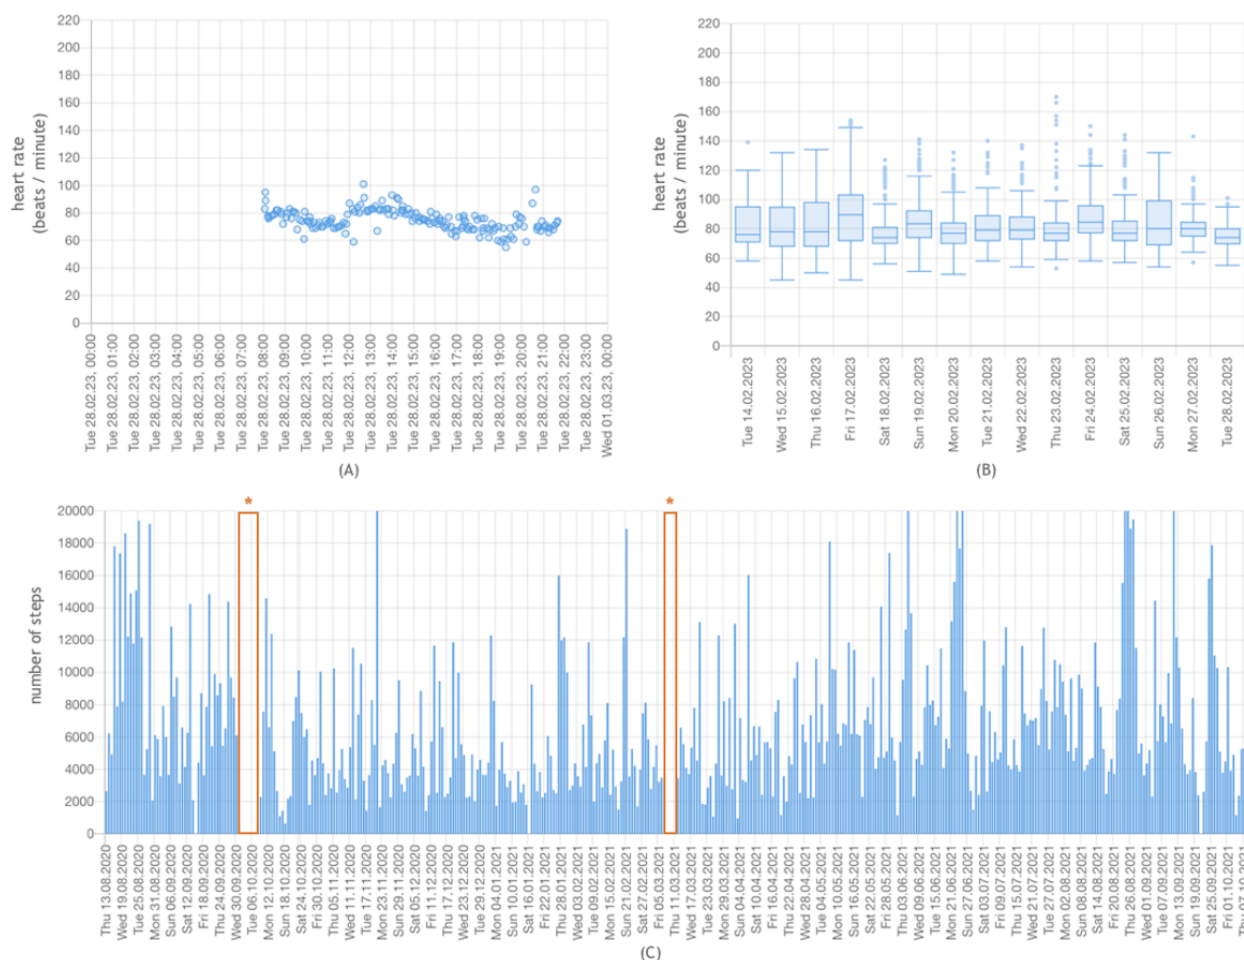 220
200
180
160
140
120
100
80
60
40
20
0
heart rate
(beats / minute)
Tue 28.02.23, 00:00
Tue 28.02.23, 01:00
Tue 28.02.23, 02:00
Tue 28.02.23, 03:00
Tue 28.02.23, 04:00
Tue 28.02.23, 05:00
Tue 28.02.23, 06:00
Tue 28.02.23, 07:00
Tue 28.02.23, 08:00
Tue 28.02.23, 09:00
Tue 28.02.23, 10:00
Tue 28.02.23, 11:00
Tue 28.02.23, 12:00
Tue 28.02.23, 13:00
Tue 28.02.23, 14:00
Tue 28.02.23, 15:00
Tue 28.02.23, 16:00
Tue 28.02.23, 17:00
Tue 28.02.23, 18:00
Tue 28.02.23, 19:00
Tue 28.02.23, 20:00
Tue 28.02.23, 21:00
Tue 28.02.23, 22:00
Tue 28.02.23, 23:00
Wed 01.03.23, 00:00
(A)
220
200
180
160
140
120
100
80
60
40
20
0
heart rate
(beats / minute)
Tue 14.02.2023
Wed 15.02.2023
Thu 16.02.2023
Fri 17.02.2023
Sat 18.02.2023
Sun 19.02.2023
Mon 20.02.2023
Tue 21.02.2023
Wed 22.02.2023
Thu 23.02.2023
Fri 24.02.2023
Sat 25.02.2023
Sun 26.02.2023
Mon 27.02.2023
Tue 28.02.2023
(B)
*
*
20000
18000
16000
14000
12000
10000
8000
6000
4000
2000
0
number of steps
Thu 13.08.2020
Wed 19.08.2020
Tue 25.08.2020
Mon 31.08.2020
Sun 06.09.2020
Sat 12.09.2020
Fri 18.09.2020
Thu 24.09.2020
Wed 30.09.2020
Tue 06.10.2020
Mon 12.10.2020
Sun 18.10.2020
Sat 24.10.2020
Fri 30.10.2020
Thu 05.11.2020
Wed 11.11.2020
Tue 17.11.2020
Mon 23.11.2020
Sun 29.11.2020
Sat 05.12.2020
Fri 11.12.2020
Thu 17.12.2020
Wed 23.12.2020
Tue 29.12.2020
Mon 04.01.2021
Sun 10.01.2021
Sat 16.01.2021
Fri 22.01.2021
Thu 28.01.2021
Wed 03.02.2021
Tue 09.02.2021
Mon 15.02.2021
Sun 21.02.2021
Sat 27.02.2021
Fri 05.03.2021
Thu 11.03.2021
Wed 17.03.2021
Tue 23.03.2021
Mon 29.03.2021
Sun 04.04.2021
Sat 10.04.2021
Fri 16.04.2021
Thu 22.04.2021
Wed 28.04.2021
Tue 04.05.2021
Mon 10.05.2021
Sun 16.05.2021
Sat 22.05.2021
Fri 28.05.2021
Thu 03.06.2021
Wed 09.06.2021
Tue 15.06.2021
Mon 21.06.2021
Sun 27.06.2021
Sat 03.07.2021
Fri 09.07.2021
Thu 15.07.2021
Wed 21.07.2021
Tue 27.07.2021
Mon 02.08.2021
Sun 08.08.2021
Sat 14.08.2021
Fri 20.08.2021
Thu 26.08.2021
Wed 01.09.2021
Tue 07.09.2021
Mon 13.09.2021
Sun 19.09.2021
Sat 25.09.2021
Fri 01.10.2021
Thu 07.10.2021
(C)